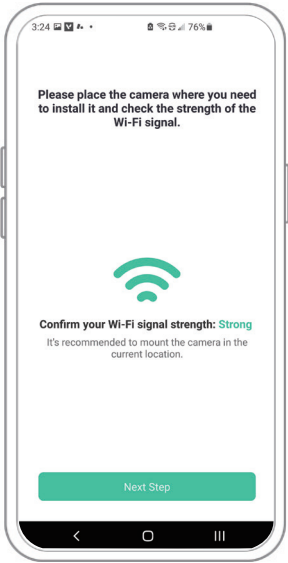 3:24 76%
Please place the camera where you need
to install it and check the strength of the
Wi-Fi signal.
Confirm your Wi-Fi signal strength: Strong
It's recommended to mount the camera in the
current location.
Next Step